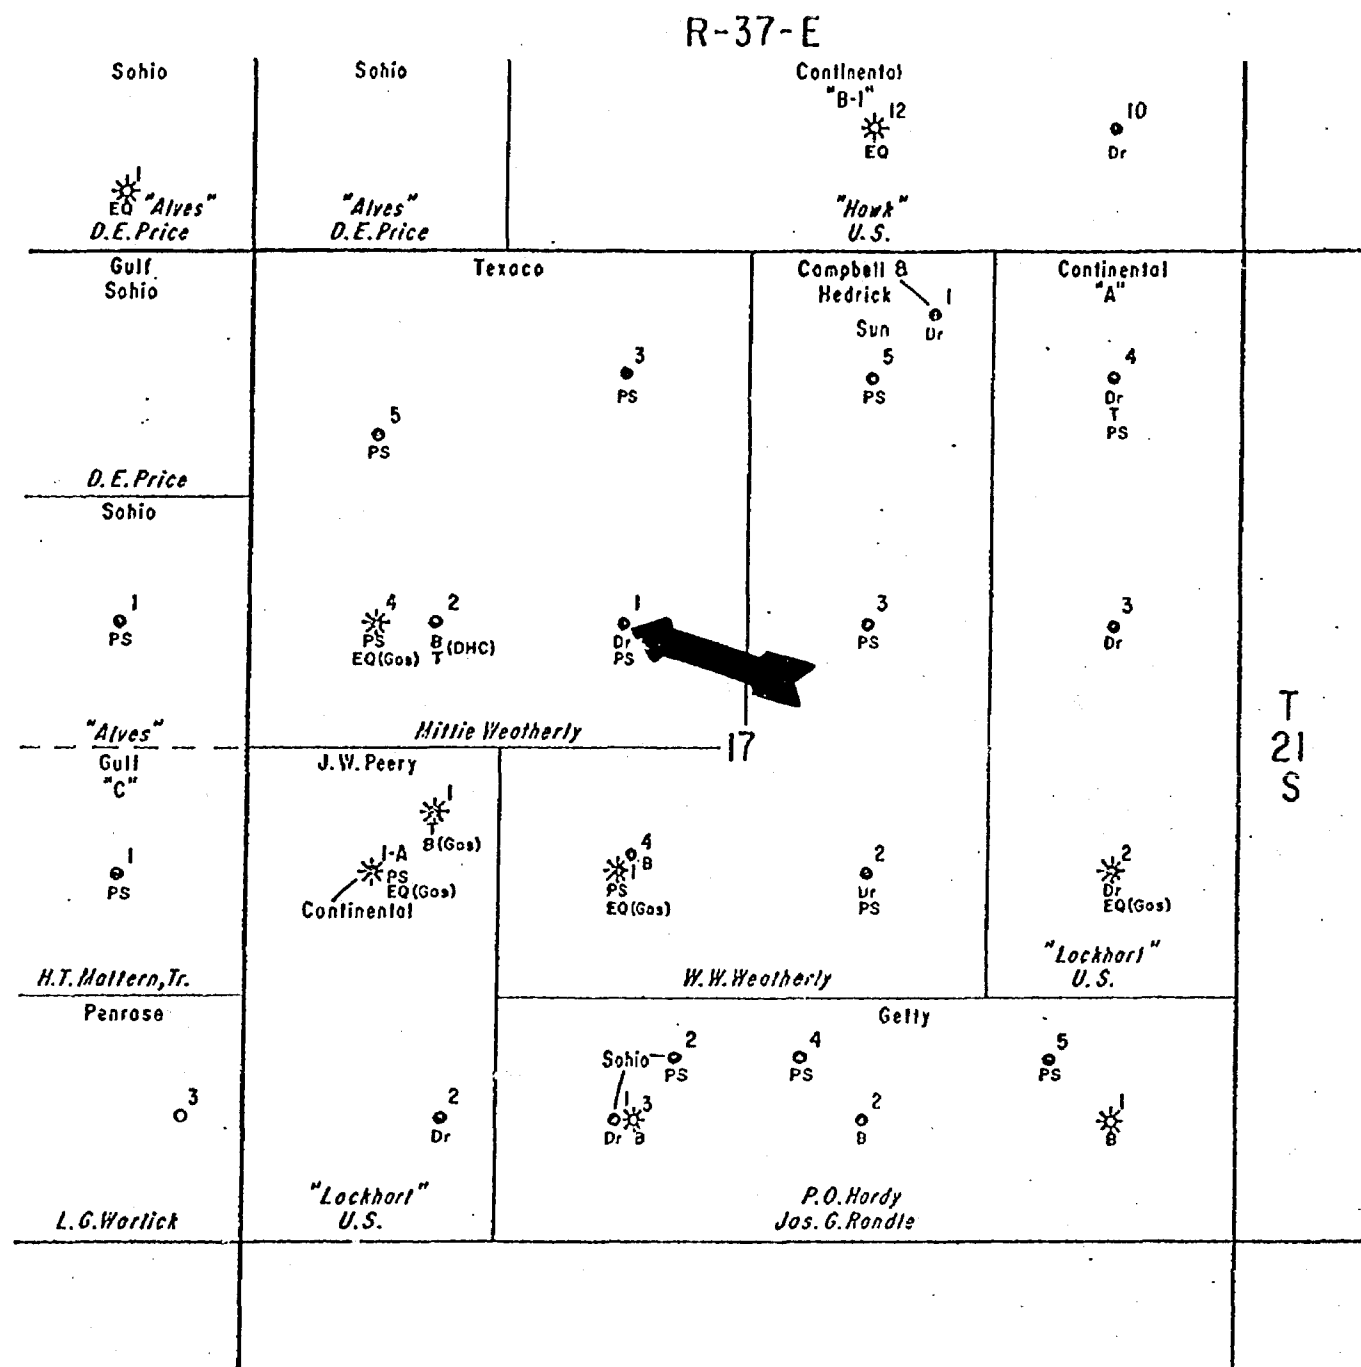 R-37-E
Sohio
1
EQ "Alves"
D.E.Price
Sohio
"Alves"
D.E.Price
Continental
"B-1"
12
EQ
10
Dr
"Hawk"
U.S.
Gulf
Sohio
D.E.Price
Texaco
3
PS
5
PS
Campbell &
Hedrick
1
Dr
Sun
5
PS
Continental
"A"
4
Dr
T
PS
Sohio
1
PS
"Alves"
4
PS
EQ(Gas)
2
B
T (DHC)
1
Dr
PS
Mittie Weatherly
3
PS
3
Dr
17
T
21
S
Gulf
"C"
1
PS
H.T.Mattern,Tr.
J.W.Peery
1
T
B(Gas)
1-A
PS
EQ(Gas)
Continental
4
B
1
PS
EQ(Gas)
2
Dr
PS
W.W.Weatherly
2
Dr
EQ(Gas)
"Lockhart"
U.S.
Penrose
3
L.G.Warlick
2
Dr
"Lockhart"
U.S.
Getty
Sohio
2
PS
4
PS
5
PS
1
Dr
3
B
2
B
1
B
P.O.Hardy
Jas.G.Randle